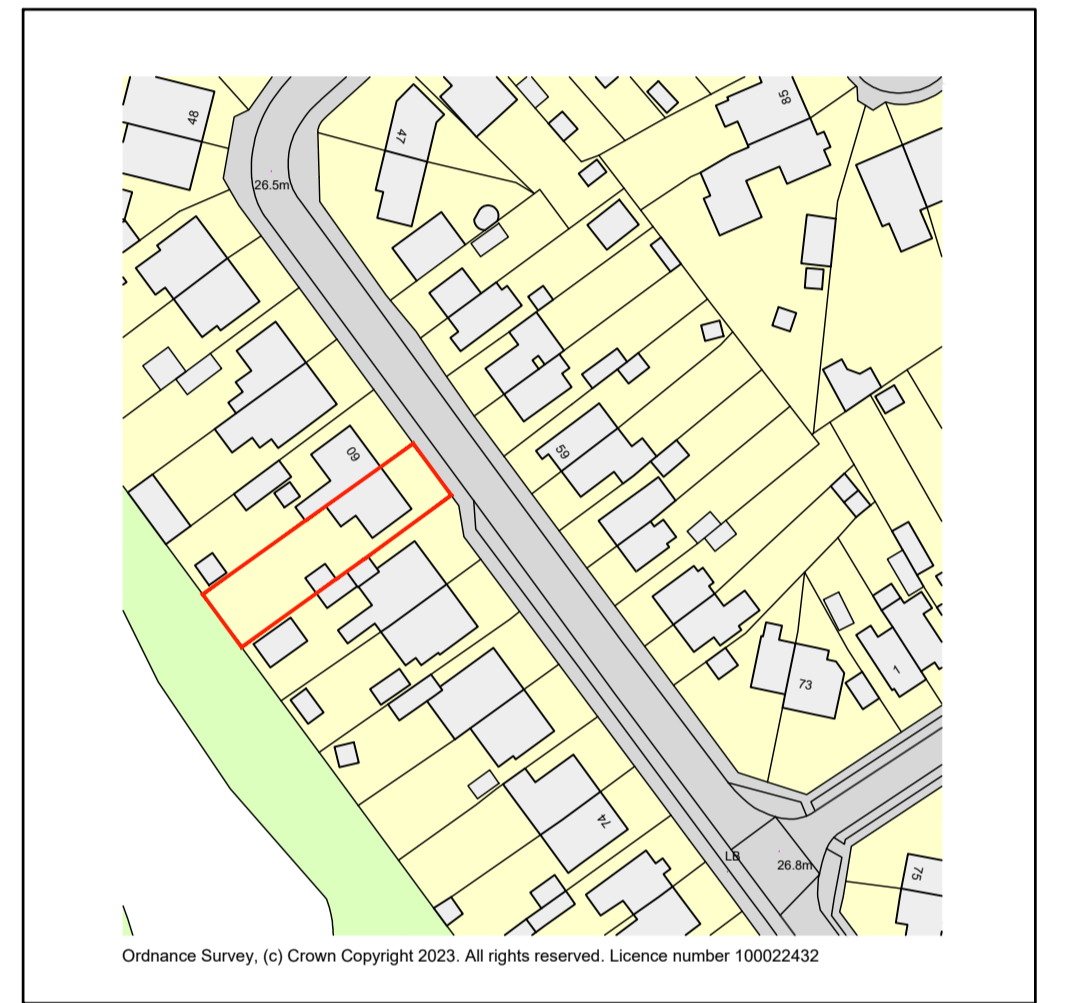 48
47
85
26.5m
60
59
73
1
74
LB
26.8m
75
Ordnance Survey, (c) Crown Copyright 2023. All rights reserved. Licence number 100022432